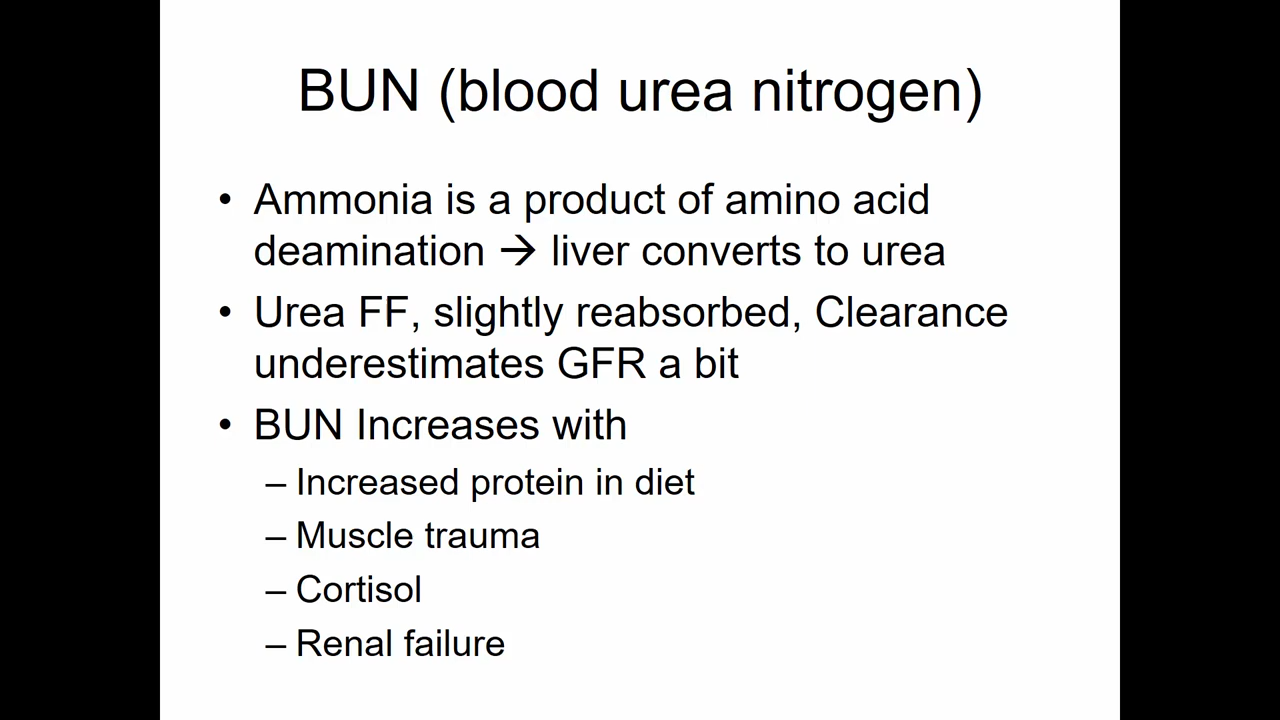 BUN (blood urea nitrogen)
• Ammonia is a product of amino acid
deamination → liver converts to urea
• Urea FF, slightly reabsorbed, Clearance
underestimates GFR a bit
• BUN Increases with
– Increased protein in diet
– Muscle trauma
– Cortisol
– Renal failure